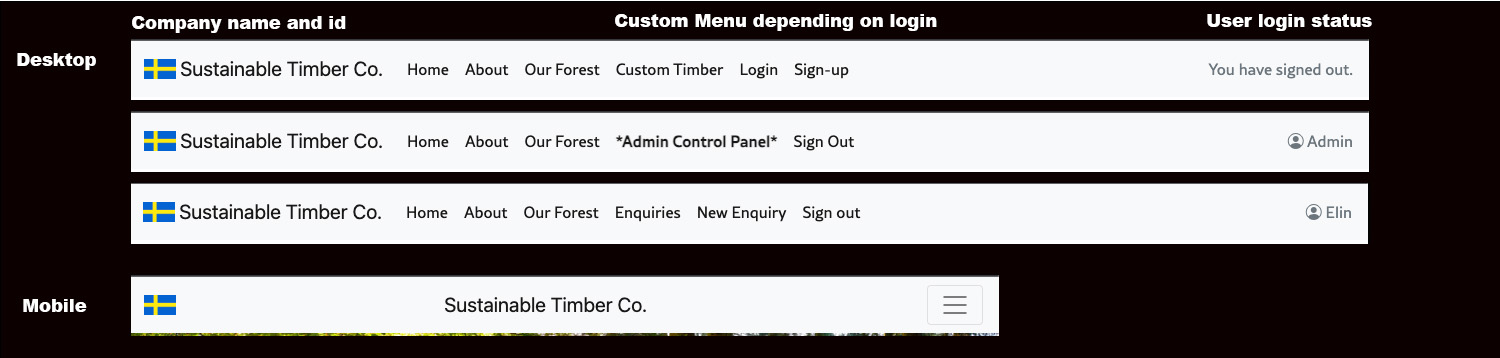 Company name and id Custom Menu depending on login User login status
Desktop
Sustainable Timber Co. Home About Our Forest Custom Timber Login Sign-up You have signed out.
Sustainable Timber Co. Home About Our Forest *Admin Control Panel* Sign Out Admin
Sustainable Timber Co. Home About Our Forest Enquiries New Enquiry Sign out Elin
Mobile Sustainable Timber Co.